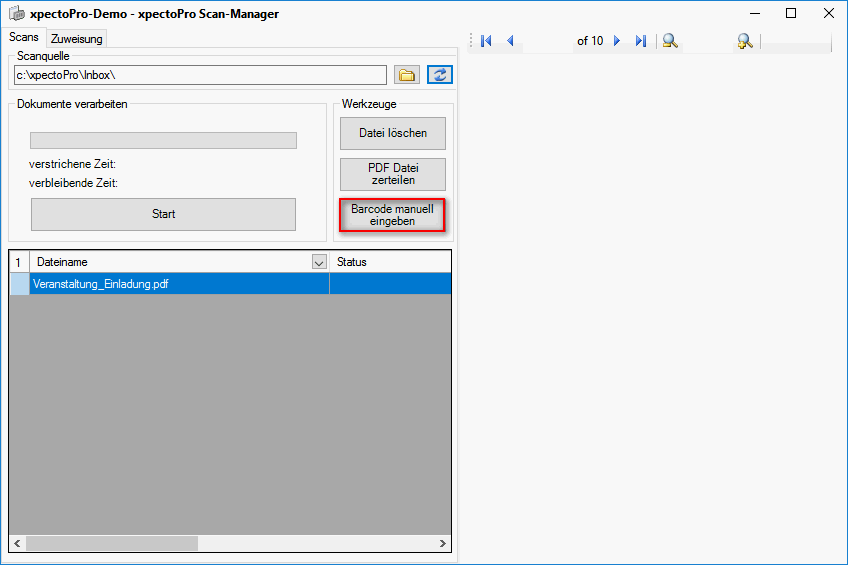 xpectoPro-Demo - xpectoPro Scan-Manager
Scans
Zuweisung
of 10
Scanquelle
c:\xpectoPro\Inbox\
Dokumente verarbeiten
verstrichene Zeit:
verbleibende Zeit:
Start
Werkzeuge
Datei löschen
PDF Datei
zerteilen
Barcode manuell
eingeben
1 Dateiname Status
Veranstaltung_Einladung.pdf